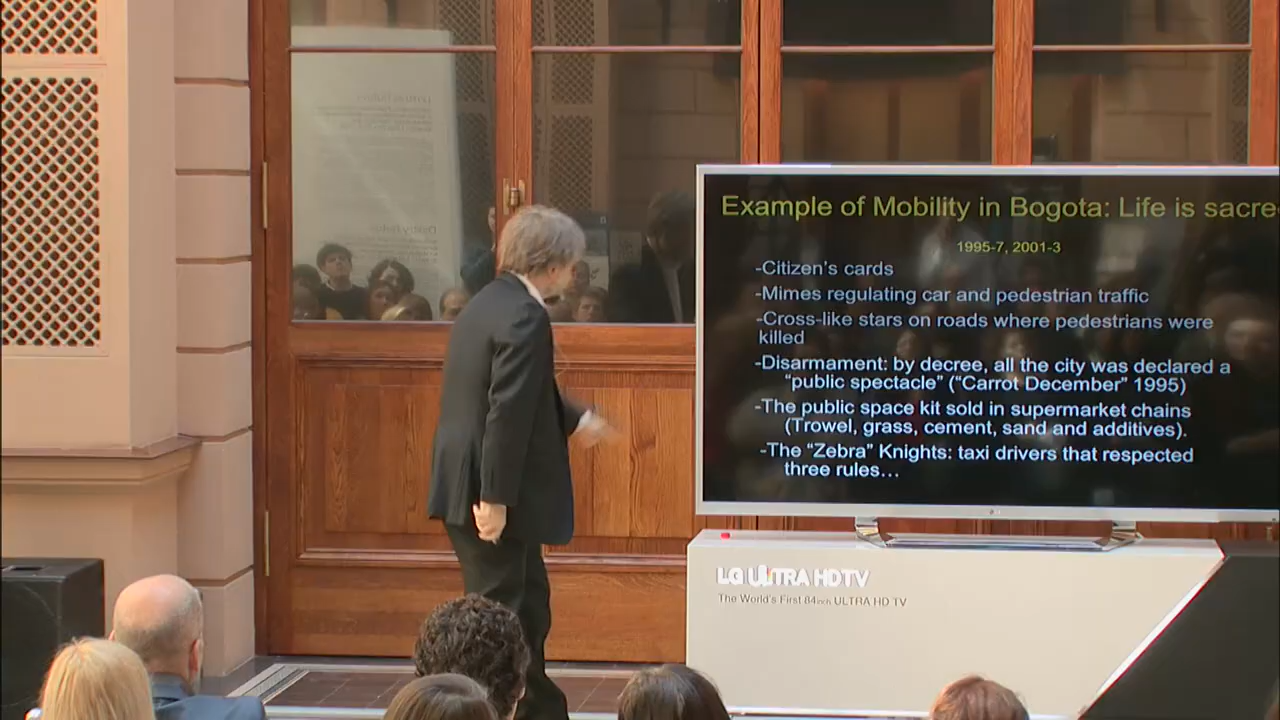 Example of Mobility in Bogota: Life is sacre
1995-7, 2001-3
-Citizen's cards
-Mimes regulating car and pedestrian traffic
-Cross-like stars on roads where pedestrians were
killed
-Disarmament: by decree, all the city was declared a
“public spectacle” (“Carrot December” 1995)
-The public space kit sold in supermarket chains
(Trowel, grass, cement, sand and additives).
-The “Zebra” Knights: taxi drivers that respected
three rules…
LG ULTRA HDTV
The World's First 84inch ULTRA HD TV